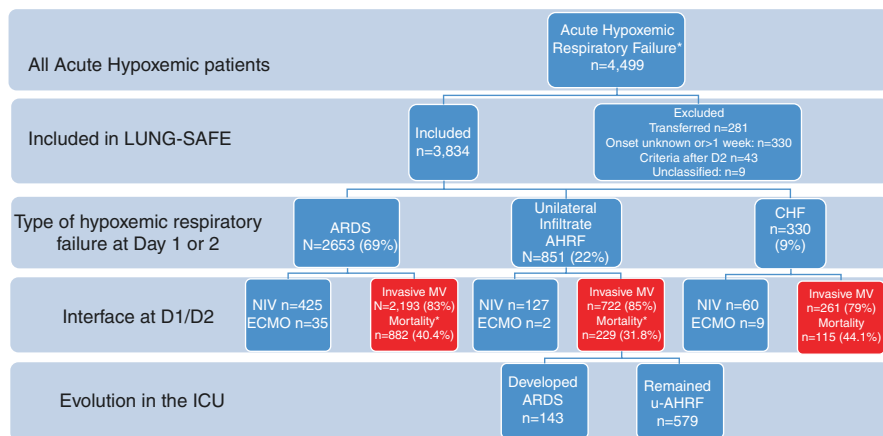 All Acute Hypoxemic patients
Acute Hypoxemic
Respiratory Failure*
n=4,499
Included in LUNG-SAFE
Included
n=3,834
Excluded
Transferred n=281
Onset unknown or>1 week: n=330
Criteria after D2 n=43
Unclassified: n=9
Type of hypoxemic respiratory
failure at Day 1 or 2
ARDS
N=2653 (69%)
Unilateral
Infiltrate
AHRF
N=851 (22%)
CHF
n=330
(9%)
Interface at D1/D2
NIV n=425
ECMO n=35
Invasive MV
N=2,193 (83%)
Mortality*
n=882 (40.4%)
NIV n=127
ECMO n=2
Invasive MV
n=722 (85%)
Mortality*
n=229 (31.8%)
NIV n=60
ECMO n=9
Invasive MV
n=261 (79%)
Mortality
n=115 (44.1%)
Evolution in the ICU
Developed
ARDS
n=143
Remained
u-AHRF
n=579